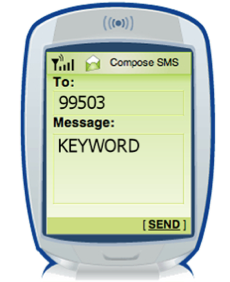 Compose SMS
To:
99503
Message:
KEYWORD
[ SEND ]